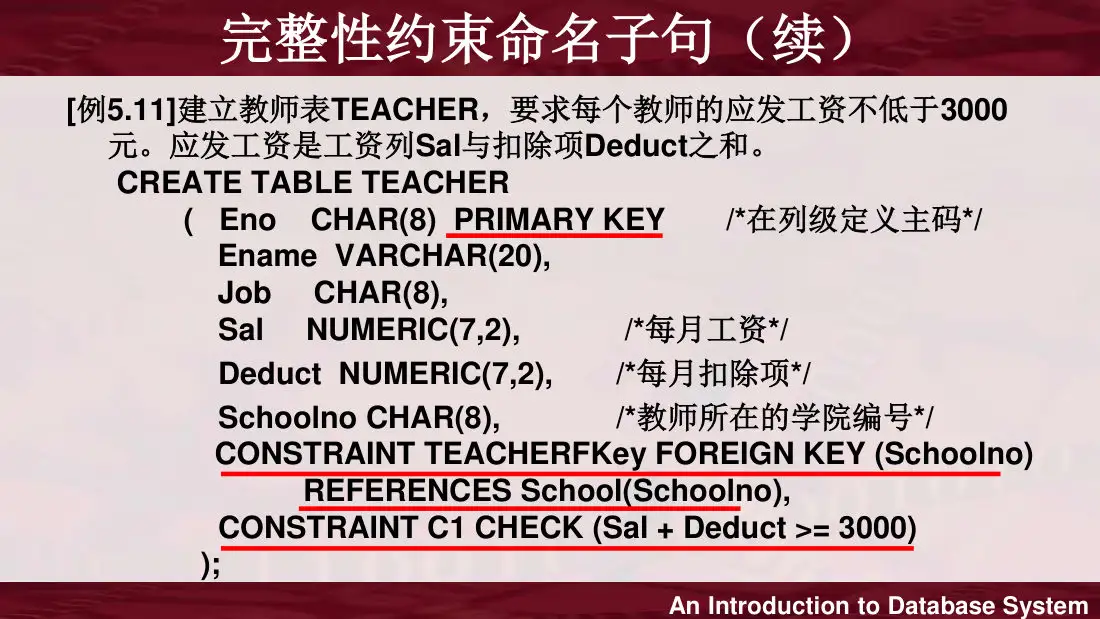 完整性约束命名子句（续）
[例5.11]建立教师表TEACHER，要求每个教师的应发工资不低于3000
元。应发工资是工资列Sal与扣除项Deduct之和。
CREATE TABLE TEACHER
( Eno CHAR(8) PRIMARY KEY /*在列级定义主码*/
Ename VARCHAR(20),
Job CHAR(8),
Sal NUMERIC(7,2), /*每月工资*/
Deduct NUMERIC(7,2), /*每月扣除项*/
Schoolno CHAR(8), /*教师所在的学院编号*/
CONSTRAINT TEACHERFKey FOREIGN KEY (Schoolno)
REFERENCES School(Schoolno),
CONSTRAINT C1 CHECK (Sal + Deduct >= 3000)
);
An Introduction to Database System